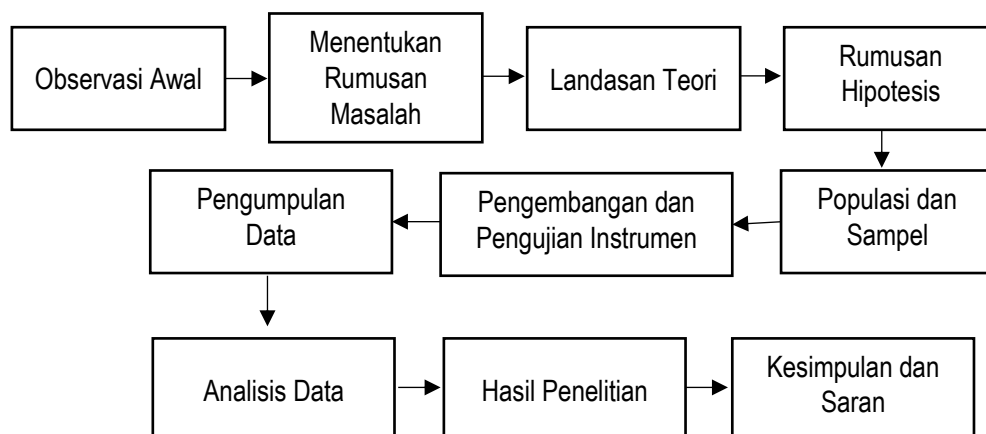 Observasi Awal
Menentukan
Rumusan
Masalah
Landasan Teori
Rumusan
Hipotesis
Populasi dan
Sampel
Pengembangan dan
Pengujian Instrumen
Pengumpulan
Data
Analisis Data
Hasil Penelitian
Kesimpulan dan
Saran